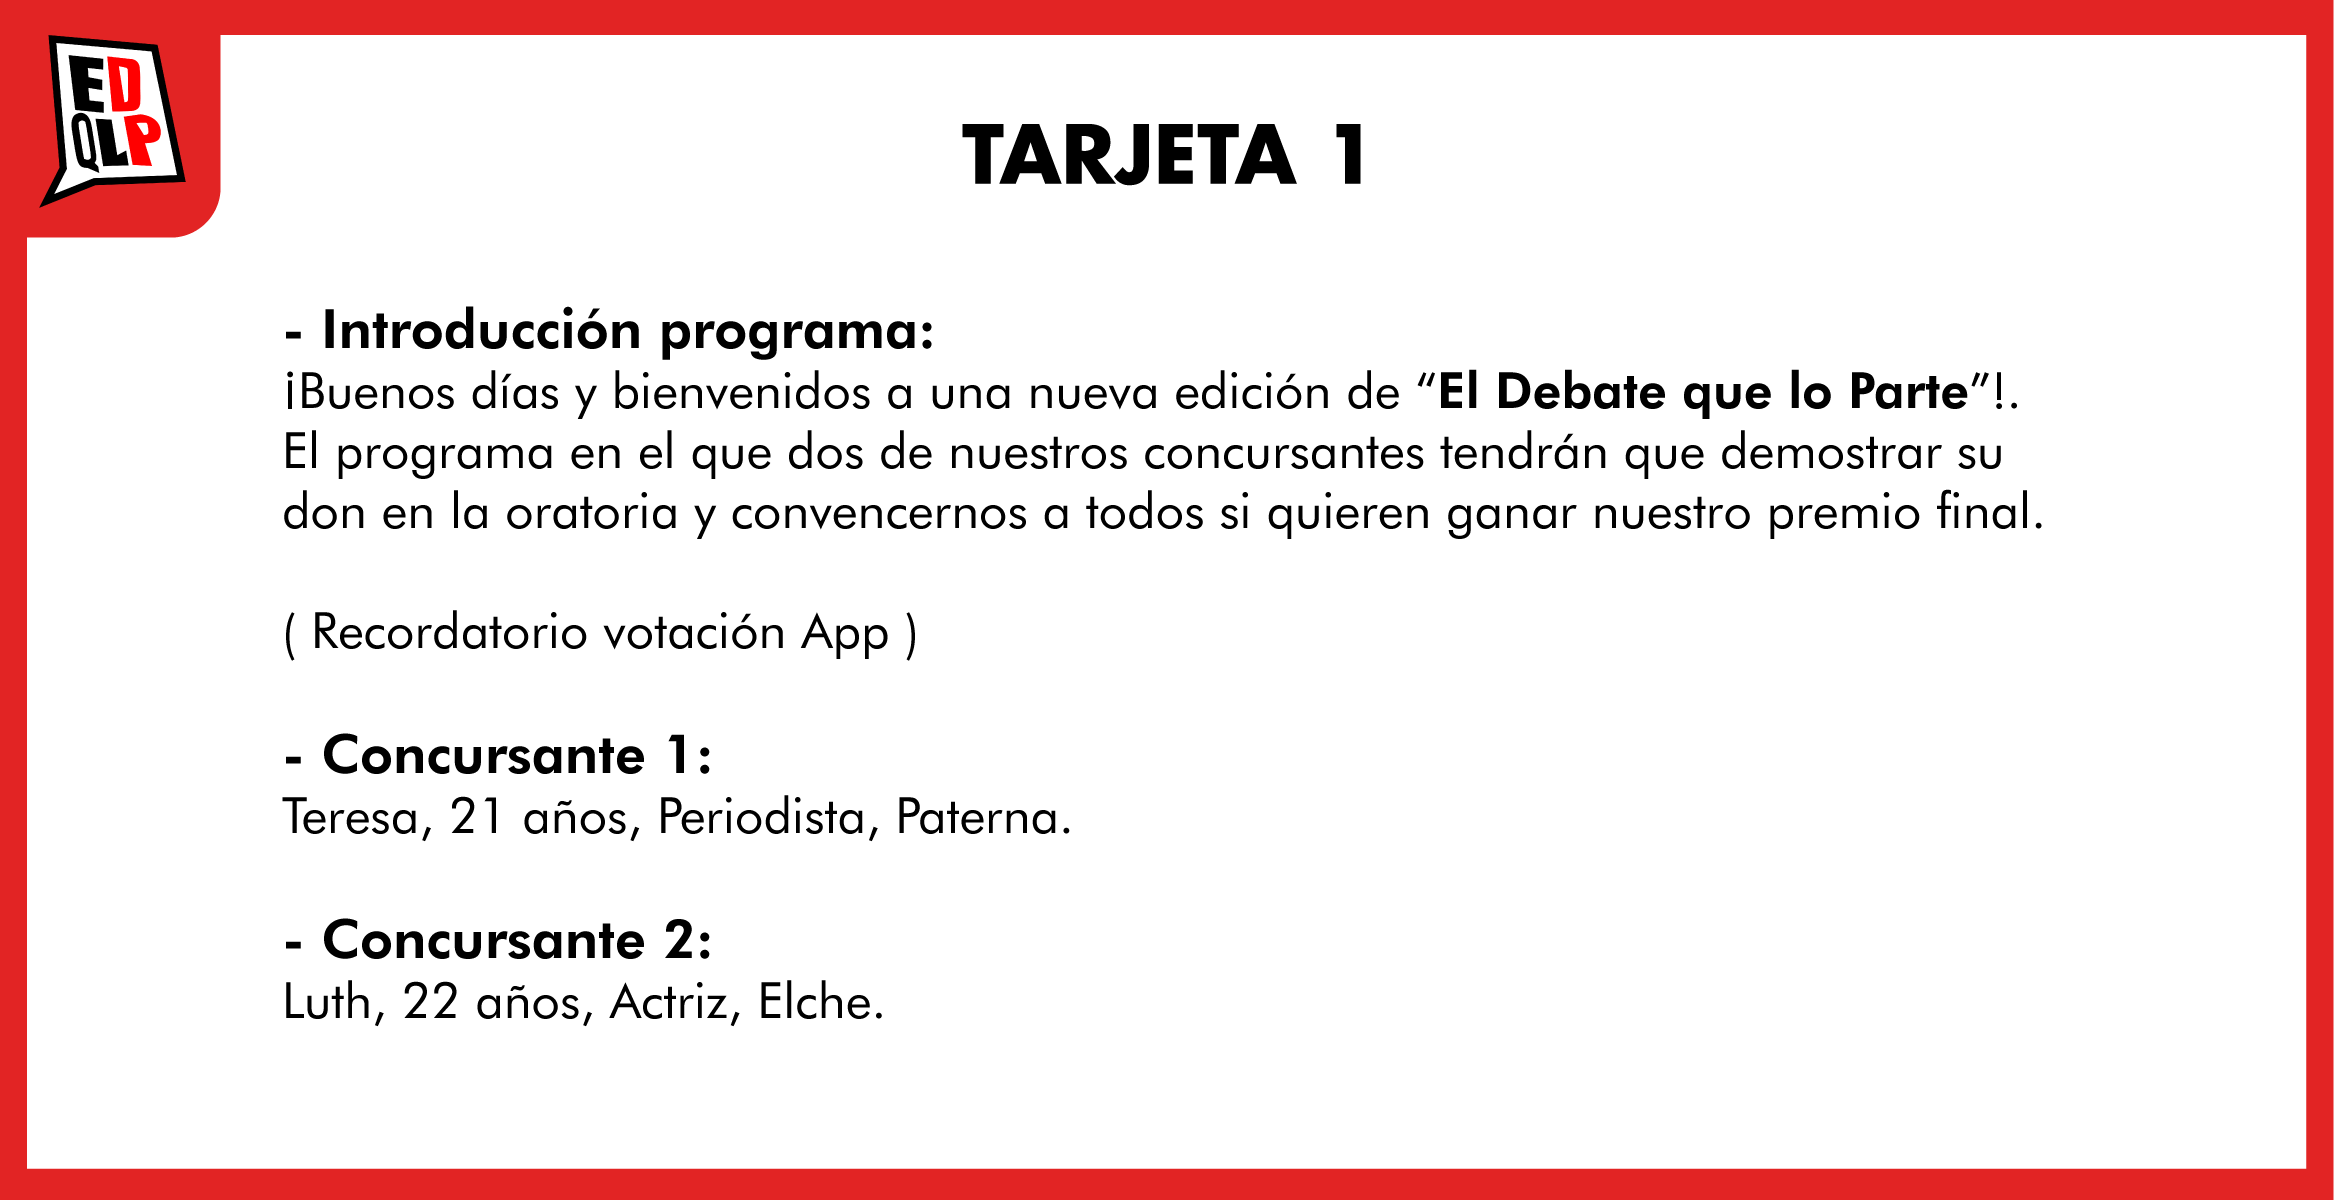 ED
QLP
TARJETA 1
- Introducción programa:
¡Buenos días y bienvenidos a una nueva edición de “El Debate que lo Parte”!.
El programa en el que dos de nuestros concursantes tendrán que demostrar su
don en la oratoria y convencernos a todos si quieren ganar nuestro premio final.
( Recordatorio votación App )
- Concursante 1:
Teresa, 21 años, Periodista, Paterna.
- Concursante 2:
Luth, 22 años, Actriz, Elche.